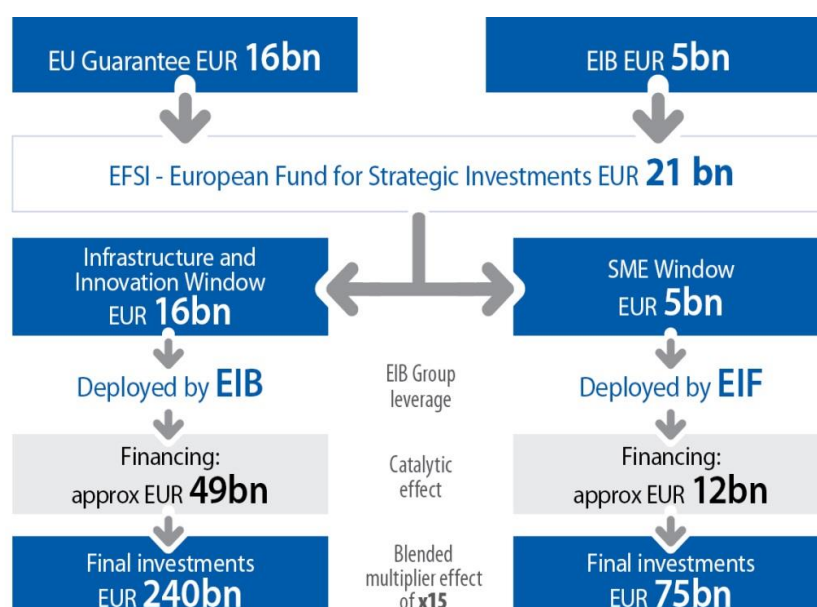 EU Guarantee EUR 16bn
EIB EUR 5bn
EFSI - European Fund for Strategic Investments EUR 21 bn
Infrastructure and
Innovation Window
EUR 16bn
SME Window
EUR 5bn
Deployed by EIB
EIB Group
leverage
Deployed by EIF
Financing:
approx EUR 49bn
Catalytic
effect
Financing:
approx EUR 12bn
Final investments
EUR 240bn
Blended
multiplier effect
of x15
Final investments
EUR 75bn